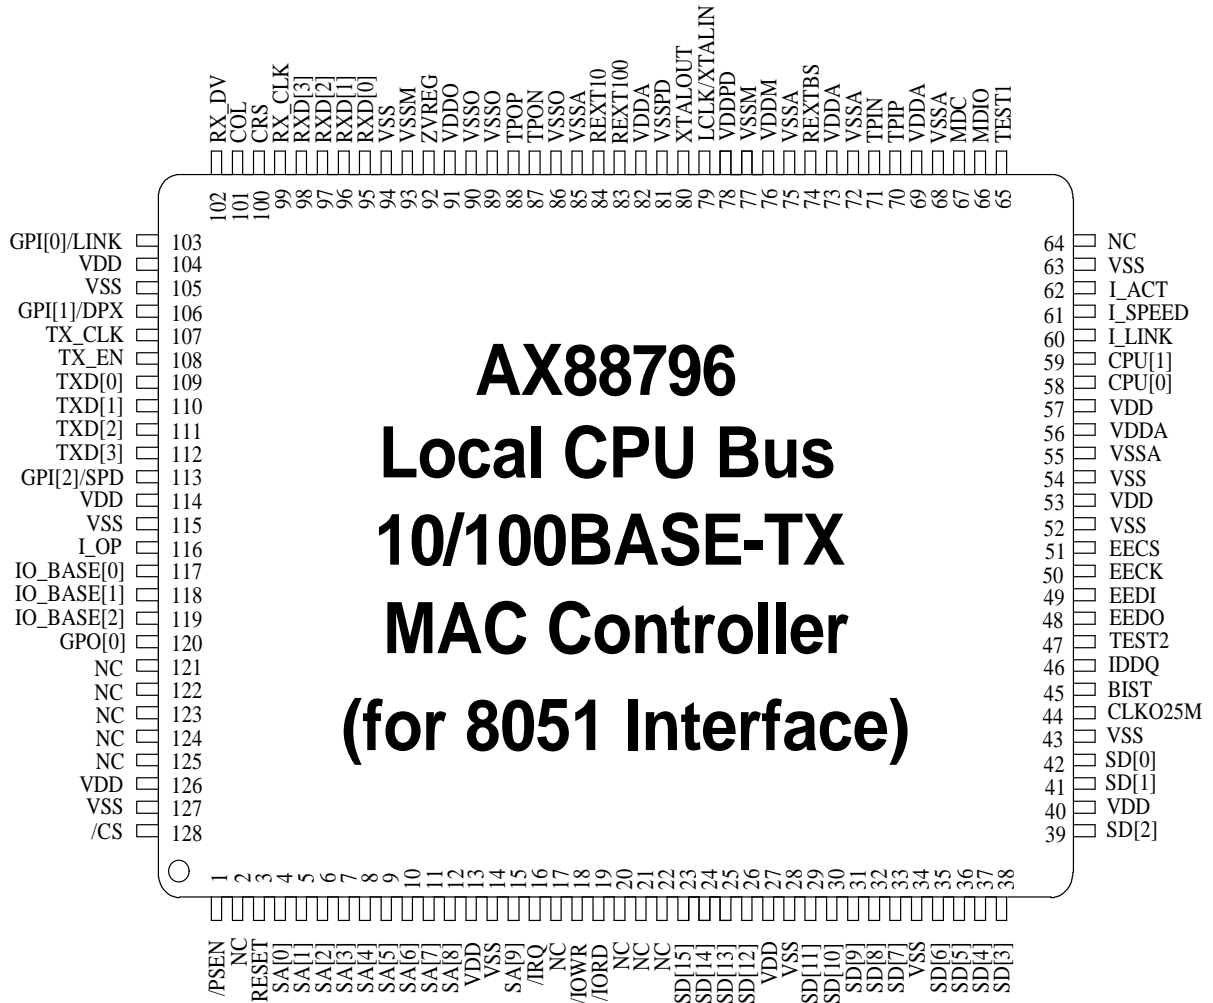 RX_DV
COL
CRS
RX_CLK
RXD[3]
RXD[2]
RXD[1]
RXD[0]
VSS
VSSM
ZVREG
VDDO
VSSO
VSSO
TPOP
TPON
VSSO
VSSA
REXT10
REXT100
VDDA
VSSPD
XTALOUT
LCLK/XTALIN
VDDPD
VSSM
VDDM
VSSA
REXTBS
VDDA
VSSA
TPIN
TPIP
VDDA
VSSA
MDC
MDIO
TEST1
102
101
100
99
98
97
96
95
94
93
92
91
90
89
88
87
86
85
84
83
82
81
80
79
78
77
76
75
74
73
72
71
70
69
68
67
66
65
GPI[0]/LINK 103
VDD 104
VSS 105
GPI[1]/DPX 106
TX_CLK 107
TX_EN 108
TXD[0] 109
TXD[1] 110
TXD[2] 111
TXD[3] 112
GPI[2]/SPD 113
VDD 114
VSS 115
I_OP 116
IO_BASE[0] 117
IO_BASE[1] 118
IO_BASE[2] 119
GPO[0] 120
NC 121
NC 122
NC 123
NC 124
NC 125
VDD 126
VSS 127
/CS 128
AX88796
Local CPU Bus
10/100BASE-TX
MAC Controller
(for 8051 Interface)
64 NC
63 VSS
62 I_ACT
61 I_SPEED
60 I_LINK
59 CPU[1]
58 CPU[0]
57 VDD
56 VDDA
55 VSSA
54 VSS
53 VDD
52 VSS
51 EECS
50 EECK
49 EEDI
48 EEDO
47 TEST2
46 IDDQ
45 BIST
44 CLKO25M
43 VSS
42 SD[0]
41 SD[1]
40 VDD
39 SD[2]
1
2
3
4
5
6
7
8
9
10
11
12
13
14
15
16
17
18
19
20
21
22
23
24
25
26
27
28
29
30
31
32
33
34
35
36
37
38
/PSEN
NC
RESET
SA[0]
SA[1]
SA[2]
SA[3]
SA[4]
SA[5]
SA[6]
SA[7]
SA[8]
VDD
VSS
SA[9]
/IRQ
NC
/IOWR
/IORD
NC
NC
NC
SD[15]
SD[14]
SD[13]
SD[12]
VDD
VSS
SD[11]
SD[10]
SD[9]
SD[8]
SD[7]
VSS
SD[6]
SD[5]
SD[4]
SD[3]